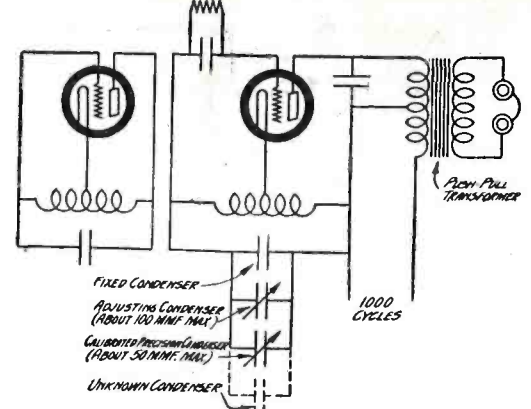 PUSH-PULL
TRANSFORMER
FIXED CONDENSER
ADJUSTING CONDENSER
(ABOUT 100 MMF. MAX)
CALIBRATED PRECISION CONDENSER
(ABOUT 50 MMF. MAX)
UNKNOWN CONDENSER
1000
CYCLES